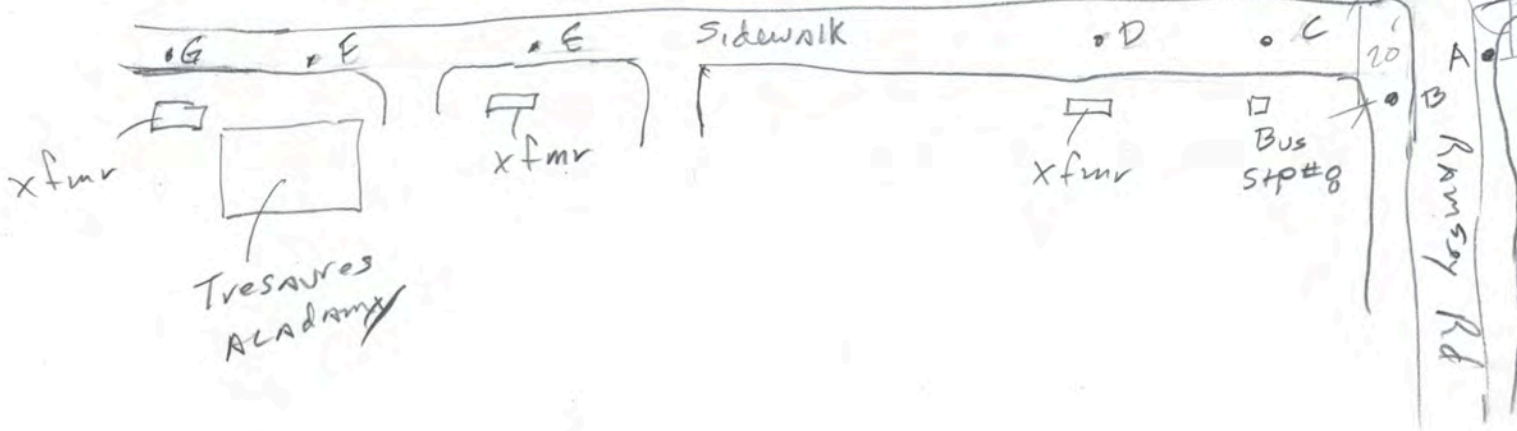 .G
. E
. E
Sidewalk
. D
. C
20'
A .
. B
xfmr
xfmr
xfmr
Bus
Stp#8
Tresaures
ACAdamy
RAmsey Rd